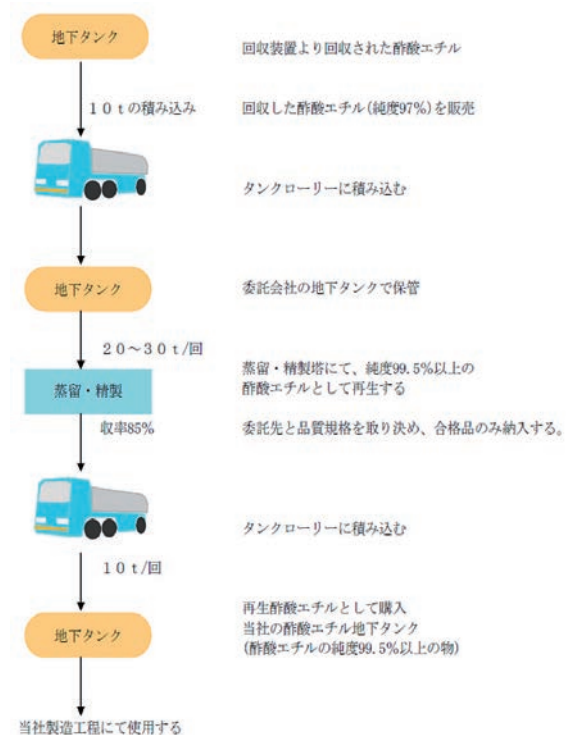 地下タンク
回収装置より回収された酢酸エチル
10tの積み込み
回収した酢酸エチル(純度97%)を販売
タンクローリーに積み込む
地下タンク
委託会社の地下タンクで保管
20〜30t/回
蒸留・精製塔にて、純度99.5%以上の
酢酸エチルとして再生する
蒸留・精製
収率85%
委託先と品質規格を取り決め、合格品のみ納入する。
タンクローリーに積み込む
10t/回
再生酢酸エチルとして購入
地下タンク
当社の酢酸エチル地下タンク
(酢酸エチルの純度99.5%以上の物)
当社製造工程にて使用する